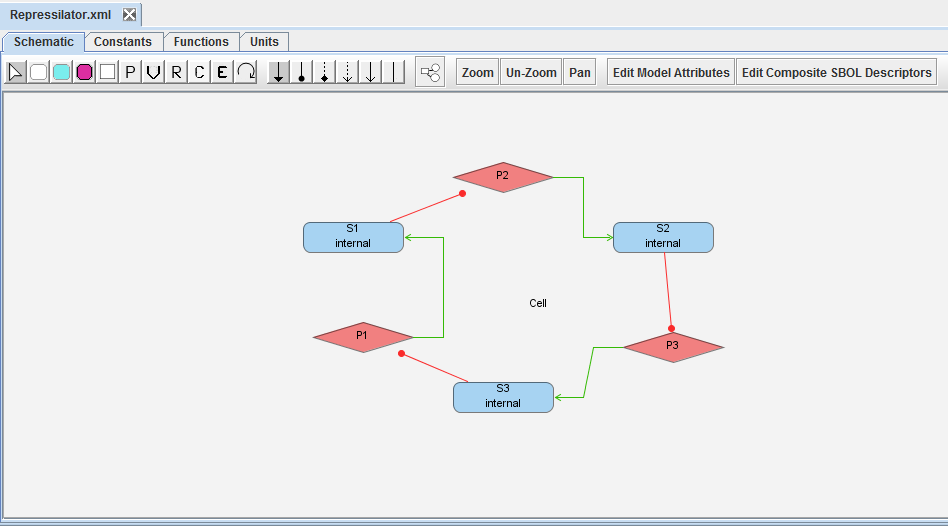 Repressilator.xml
Schematic Constants Functions Units
P V R C E Zoom Un-Zoom Pan Edit Model Attributes Edit Composite SBOL Descriptors
P2
S1
internal
S2
internal
Cell
P1
P3
S3
internal